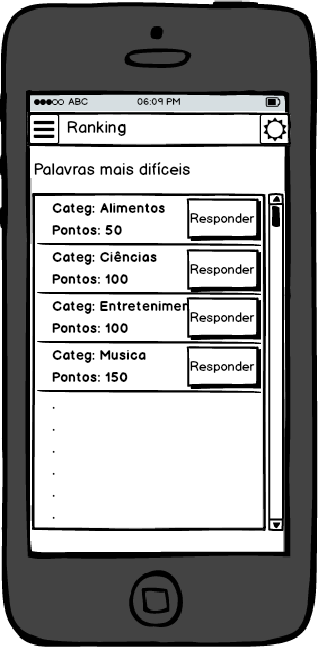 ABC 06:09 PM
Ranking
Palavras mais difíceis
Categ: Alimentos
Pontos: 50
Responder
Categ: Ciências
Pontos: 100
Responder
Categ: Entretenimen
Pontos: 100
Responder
Categ: Musica
Pontos: 150
Responder
.
.
.
.
.
.